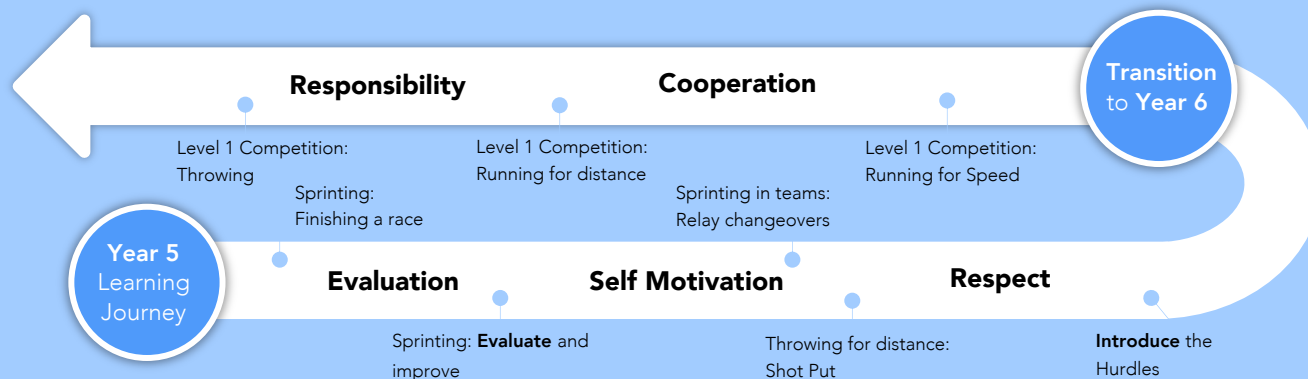 Responsibility
Cooperation
Transition
to Year 6
Level 1 Competition:
Throwing
Level 1 Competition:
Running for distance
Level 1 Competition:
Running for Speed
Sprinting:
Finishing a race
Sprinting in teams:
Relay changeovers
Year 5
Learning
Journey
Evaluation
Self Motivation
Respect
Sprinting: Evaluate and
improve
Throwing for distance:
Shot Put
Introduce the
Hurdles